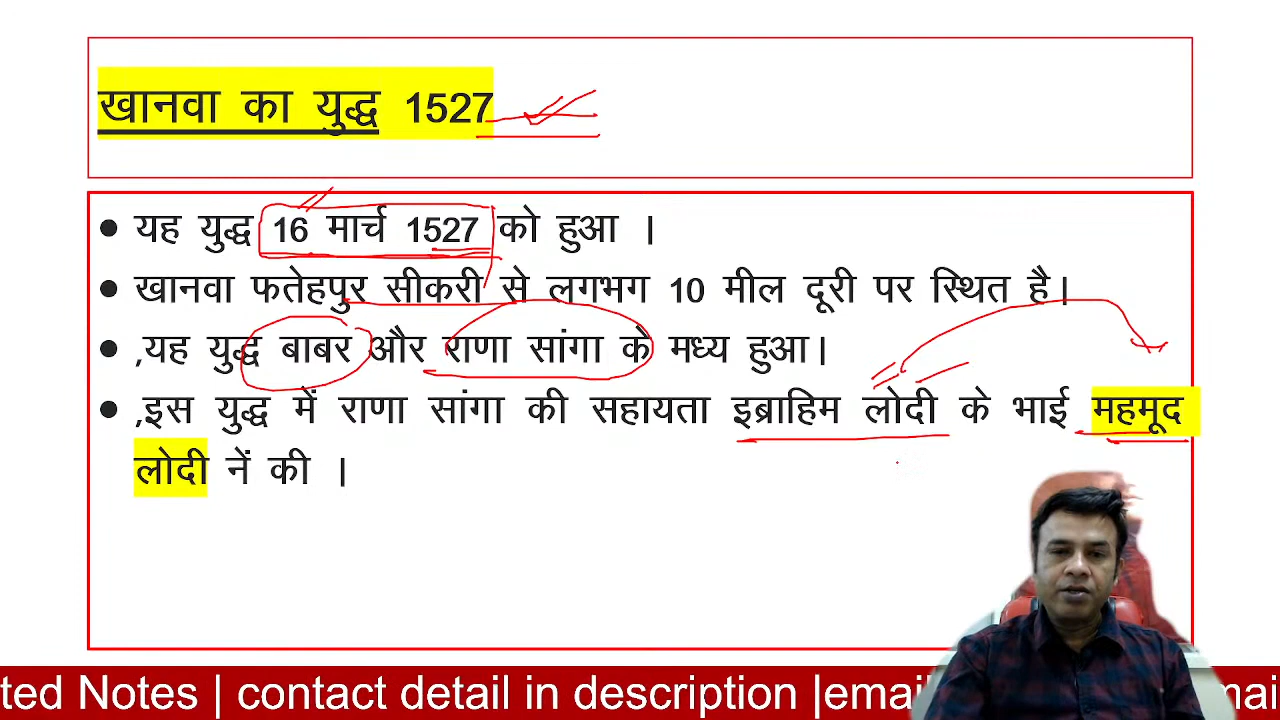 खानवा का युद्ध 1527
• यह युद्ध 16 मार्च 1527 को हुआ ।
• खानवा फतेहपुर सीकरी से लगभग 10 मील दूरी पर स्थित है।
• ,यह युद्ध बाबर और राणा सांगा के मध्य हुआ।
• ,इस युद्ध में राणा सांगा की सहायता इब्राहिम लोदी के भाई महमूद
लोदी नें की ।
ted Notes | contact detail in description |emai mai